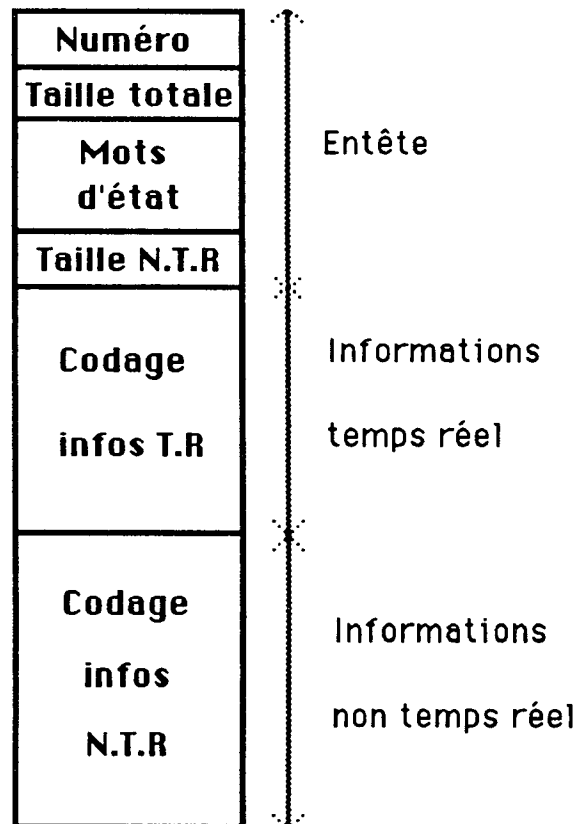 Numéro
Taille totale
Mots
d'état
Taille N.T.R
Entête
Codage
infos T.R
Informations
temps réel
Codage
infos
N.T.R
Informations
non temps réel